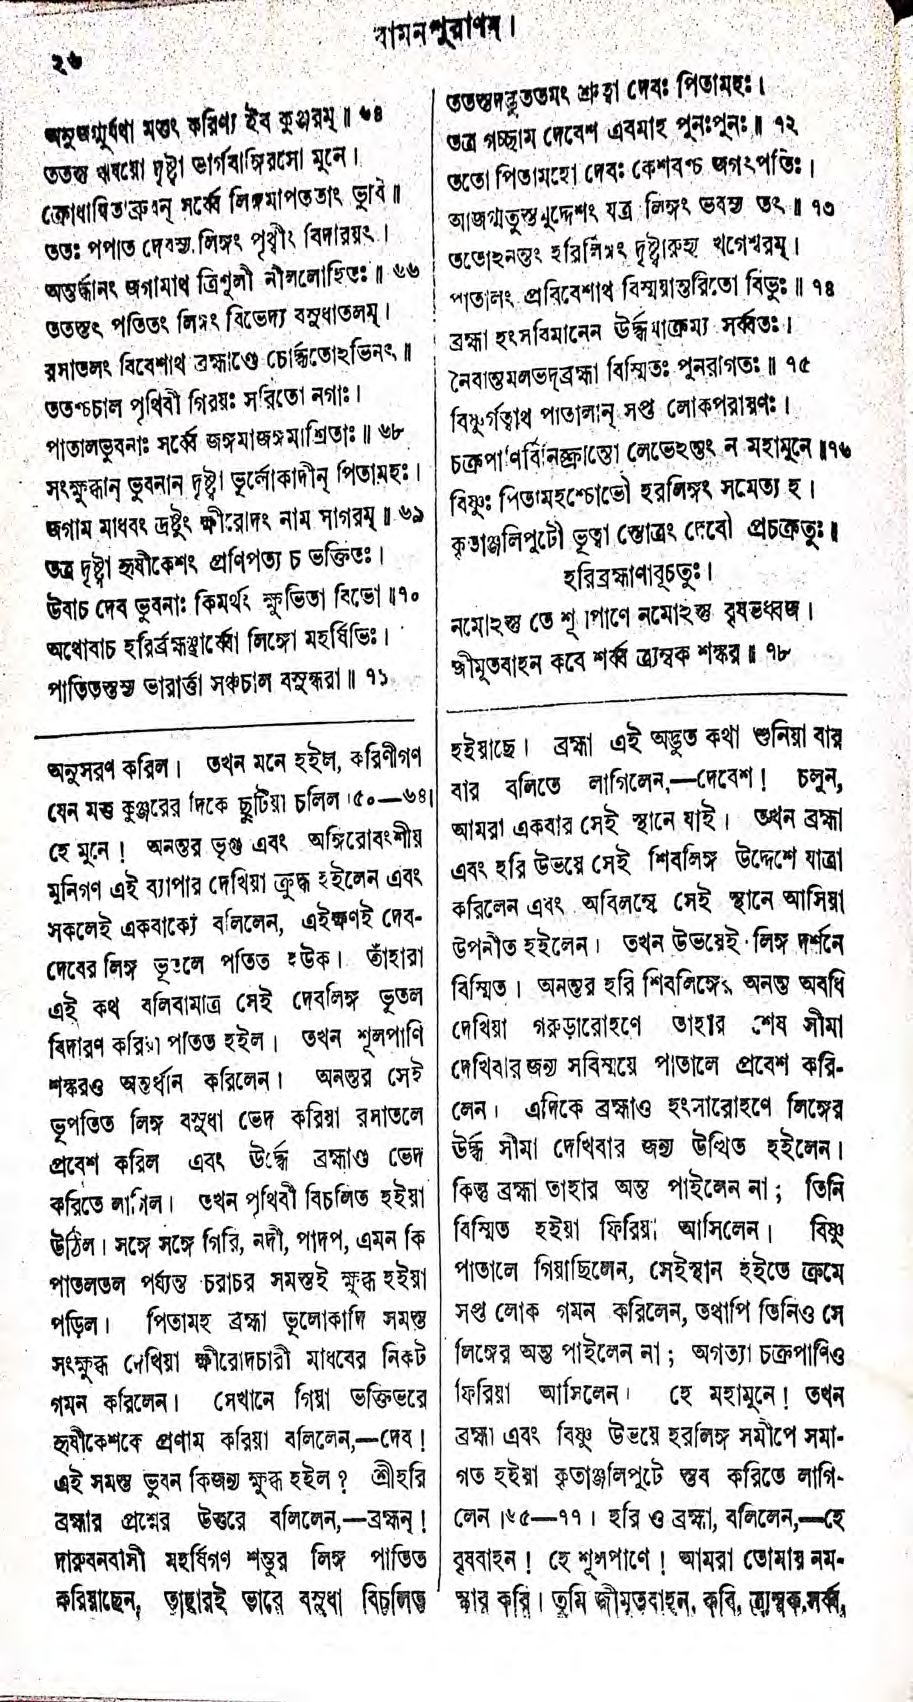 ২৬
বামনপুরাণম্।
অনুজগ্মুর্যথা মত্তং করিণ্য ইব কুঞ্জরম্॥ ৬৪
ততস্তু ঋষয়ো দৃষ্ট্বা ভার্গবাঙ্গিরসো মুনে।
ক্রোধান্বিতাব্রুবন্ সর্ব্বে লিঙ্গমাপততাং ভুবি॥
ততঃ পপাত দেবস্য লিঙ্গং পৃথ্বীং বিদারয়ৎ।
অন্তর্দ্ধানং জগামাথ ত্রিশূলী নীললোহিতঃ॥ ৬৬
ততস্তৎ পতিতং লিঙ্গং বিভেদ্য বসুধাতলম্।
রসাতলং বিবেশাথ ব্রহ্মাণ্ডং চোর্দ্ধতোঽভিনৎ॥
ততশ্চচাল পৃথিবী গিরয়ঃ সরিতো নগাঃ।
পাতালভুবনাঃ সর্ব্বে জঙ্গমাজঙ্গমাশ্রিতাঃ॥ ৬৮
সংক্ষুব্ধান্ ভুবনান্ দৃষ্ট্বা ভূর্লোকাদীন্ পিতামহঃ।
জগাম মাধবং দ্রষ্টুং ক্ষীরোদং নাম সাগরম্॥ ৬৯
তত্র দৃষ্ট্বা হৃষীকেশং প্রণিপত্য চ ভক্তিতঃ।
উবাচ দেব ভুবনাঃ কিমর্থং ক্ষুভিতা বিভো॥৭০
অথোবাচ হরির্ব্রহ্মঞ্ছার্ব্বো লিঙ্গো মহর্ষিভিঃ।
পাতিতস্তস্য ভারার্ত্তা সঞ্চচাল বসুন্ধরা॥ ৭১
ততস্তদদ্ভুততমং শ্রুত্বা দেবঃ পিতামহঃ।
তত্র গচ্ছাম দেবেশ এবমাহ পুনঃপুনঃ॥ ৭২
ততো পিতামহো দেবঃ কেশবশ্চ জগৎপতিঃ।
আজগ্মতুস্তমুদ্দেশং যত্র লিঙ্গং ভবস্য তৎ॥ ৭৩
ততোঽনন্তং হরির্লিঙ্গং দৃষ্ট্বারুহ্য খগেশ্বরম্।
পাতালং প্রবিবেশাথ বিস্ময়ান্তরিতো বিভুঃ॥ ৭৪
ব্রহ্মা হংসবিমানেন ঊর্দ্ধমাক্রম্য সর্ব্বতঃ।
নৈবান্তমলভদ্‌ব্রহ্মা বিস্মিতঃ পুনরাগতঃ॥ ৭৫
বিষ্ণুর্গত্বাথ পাতালান্ সপ্ত লোকপরায়ণঃ।
চক্রপাণির্বিনিষ্ক্রান্তো লেভেঽন্তং ন মহামুনে॥৭৬
বিষ্ণুঃ পিতামহশ্চোভৌ হরলিঙ্গং সমেত্য হ।
কৃতাঞ্জলিপুটৌ ভূত্বা স্তোত্রং দেবৌ প্রচক্রতুঃ॥
হরিব্রহ্মাণাবূচতুঃ।
নমোঽস্তু তে শূ পাণে নমোঽস্তু বৃষভধ্বজ।
জীমূতবাহন কবে শর্ব্ব ত্র্যম্বক শঙ্কর॥ ৭৮
অনুসরণ করিল। তখন মনে হইল, করিণীগণ
যেন মত্ত কুঞ্জরের দিকে ছুটিয়া চলিল।৫০—৬৪।
হে মুনে! অনন্তর ভৃগু এবং অঙ্গিরোবংশীয়
মুনিগণ এই ব্যাপার দেখিয়া ক্রুদ্ধ হইলেন এবং
সকলেই একবাক্যে বলিলেন, এইক্ষণই দেব-
দেবের লিঙ্গ ভূতলে পতিত হউক। তাঁহারা
এই কথ বলিবামাত্র সেই দেবলিঙ্গ ভূতল
বিদারণ করিয়া পতিত হইল। তখন শূলপাণি
শঙ্করও অন্তর্ধান করিলেন। অনন্তর সেই
ভূপতিত লিঙ্গ বসুধা ভেদ করিয়া রসাতলে
প্রবেশ করিল এবং ঊর্দ্ধে ব্রহ্মাণ্ড ভেদ
করিতে লাগিল। তখন পৃথিবী বিচলিত হইয়া
উঠিল। সঙ্গে সঙ্গে গিরি, নদী, পাদপ, এমন কি
পাতলতল পর্য্যন্ত চরাচর সমস্তই ক্ষুব্ধ হইয়া
পড়িল। পিতামহ ব্রহ্মা ভূলোকাদি সমস্ত
সংক্ষুব্ধ দেখিয়া ক্ষীরোদচারী মাধবের নিকট
গমন করিলেন। সেখানে গিয়া ভক্তিভরে
হৃষীকেশকে প্রণাম করিয়া বলিলেন,—দেব!
এই সমস্ত ভুবন কিজন্য ক্ষুব্ধ হইল? শ্রীহরি
ব্রহ্মার প্রশ্নের উত্তরে বলিলেন,—ব্রহ্মন্!
দারুবনবাসী মহর্ষিগণ শম্ভুর লিঙ্গ পাতিত
করিয়াছেন, তাহারই ভারে বসুধা বিচলিত
হইয়াছে। ব্রহ্মা এই অদ্ভুত কথা শুনিয়া বার
বার বলিতে লাগিলেন,—দেবেশ! চলুন,
আমরা একবার সেই স্থানে যাই। তখন ব্রহ্মা
এবং হরি উভয়ে সেই শিবলিঙ্গ উদ্দেশে যাত্রা
করিলেন এবং অবিলম্বে সেই স্থানে আসিয়া
উপনীত হইলেন। তখন উভয়েই লিঙ্গ দর্শনে
বিস্মিত। অনন্তর হরি শিবলিঙ্গের অনন্ত অবধি
দেখিয়া গরুড়ারোহণে তাহার শেষ সীমা
দেখিবার জন্য সবিস্ময়ে পাতালে প্রবেশ করি-
লেন। এদিকে ব্রহ্মাও হংসারোহণে লিঙ্গের
ঊর্দ্ধ সীমা দেখিবার জন্য উত্থিত হইলেন।
কিন্তু ব্রহ্মা তাহার অন্ত পাইলেন না; তিনি
বিস্মিত হইয়া ফিরিয়া আসিলেন। বিষ্ণু
পাতালে গিয়াছিলেন, সেইস্থান হইতে ক্রমে
সপ্ত লোক গমন করিলেন, তথাপি তিনিও সে
লিঙ্গের অন্ত পাইলেন না; অগত্যা চক্রপাণিও
ফিরিয়া আসিলেন। হে মহামুনে! তখন
ব্রহ্মা এবং বিষ্ণু উভয়ে হরলিঙ্গ সমীপে সমা-
গত হইয়া কৃতাঞ্জলিপুটে স্তব করিতে লাগি-
লেন।৬৫—৭৭। হরি ও ব্রহ্মা, বলিলেন,—হে
বৃষবাহন! হে শূলপাণে! আমরা তোমায় নম-
স্কার করি। তুমি জীমূতবাহন, কবি, ত্র্যম্বক, সর্ব্ব,